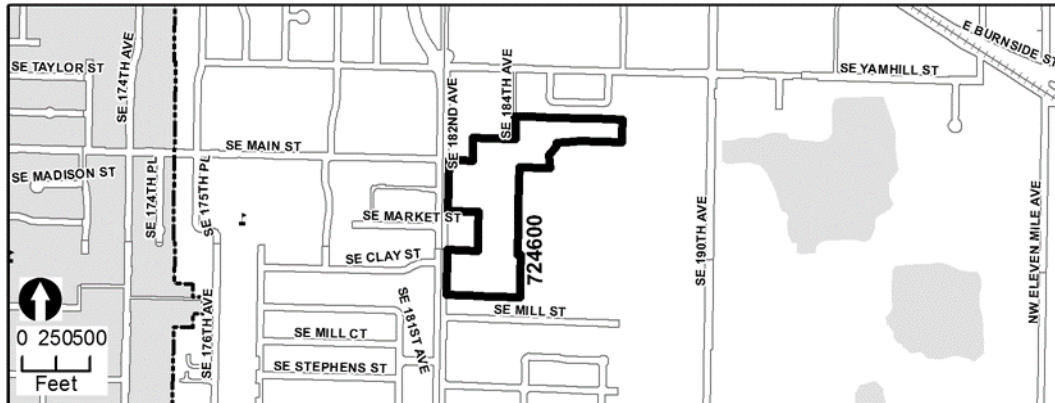 E BURNSIDE ST
SE TAYLOR ST
SE 174TH AVE
SE 182ND AVE
SE 184TH AVE
SE YAMHILL ST
SE MAIN ST
SE MADISON ST
SE 174TH PL
SE 175TH PL
SE MARKET ST
SE CLAY ST
724600
SE 190TH AVE
NW ELEVEN MILE AVE
SE MILL ST
SE 176TH AVE
SE MILL CT
SE 181ST AVE
SE STEPHENS ST
0 250500
Feet